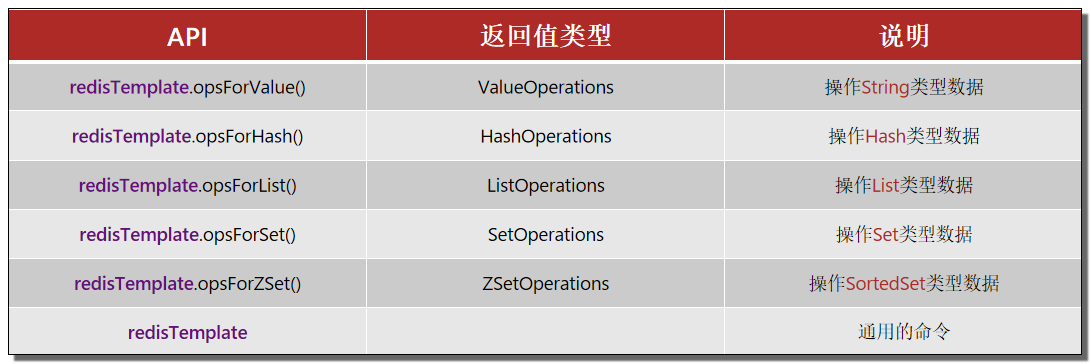 API 返回值类型 说明
redisTemplate.opsForValue() ValueOperations 操作String类型数据
redisTemplate.opsForHash() HashOperations 操作Hash类型数据
redisTemplate.opsForList() ListOperations 操作List类型数据
redisTemplate.opsForSet() SetOperations 操作Set类型数据
redisTemplate.opsForZSet() ZSetOperations 操作SortedSet类型数据
redisTemplate 通用的命令